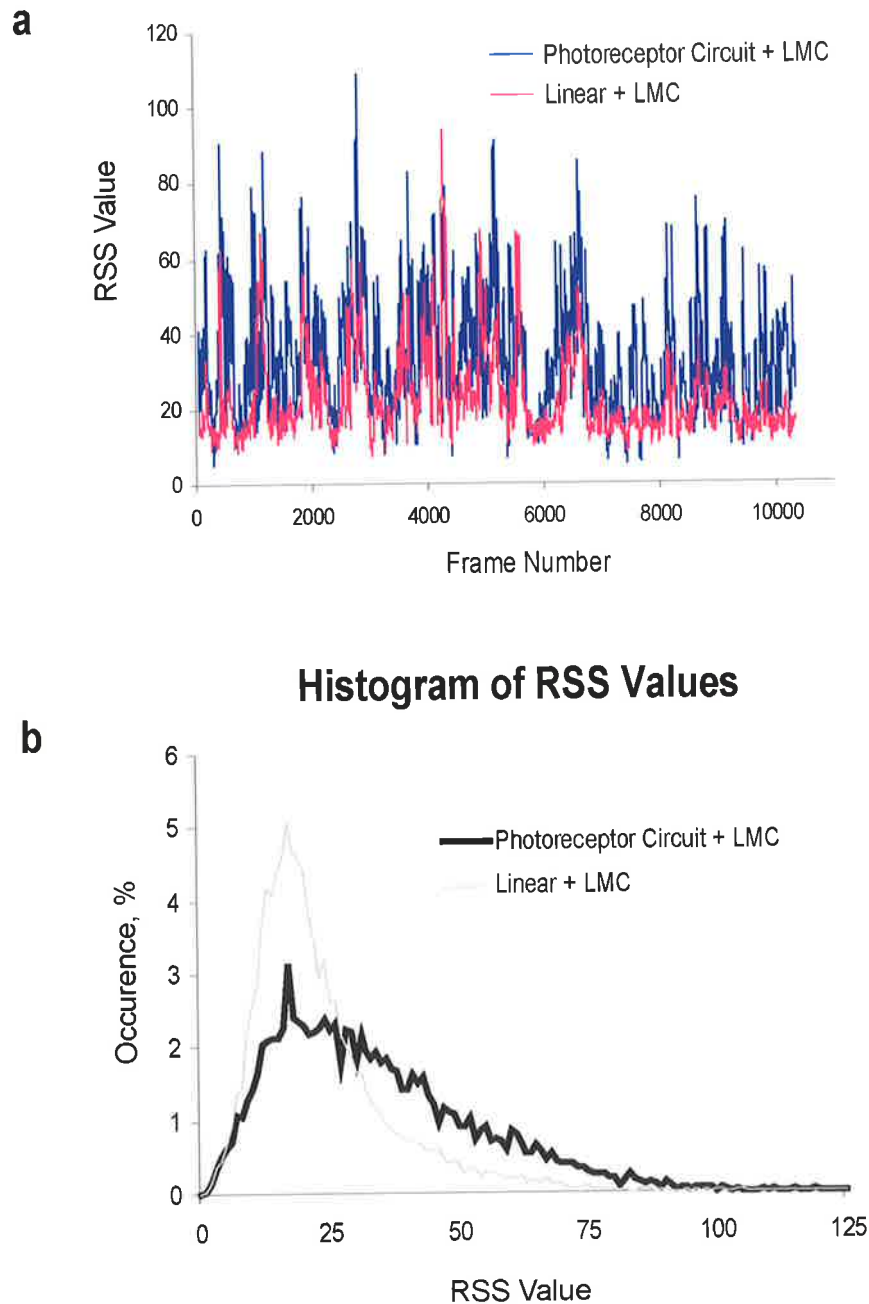 a
120
100
80
60
40
20
0
RSS Value
Photoreceptor Circuit + LMC
Linear + LMC
0 2000 4000 6000 8000 10000
Frame Number
Histogram of RSS Values
b
6
5
4
3
2
1
0
Occurence, %
Photoreceptor Circuit + LMC
Linear + LMC
0 25 50 75 100 125
RSS Value